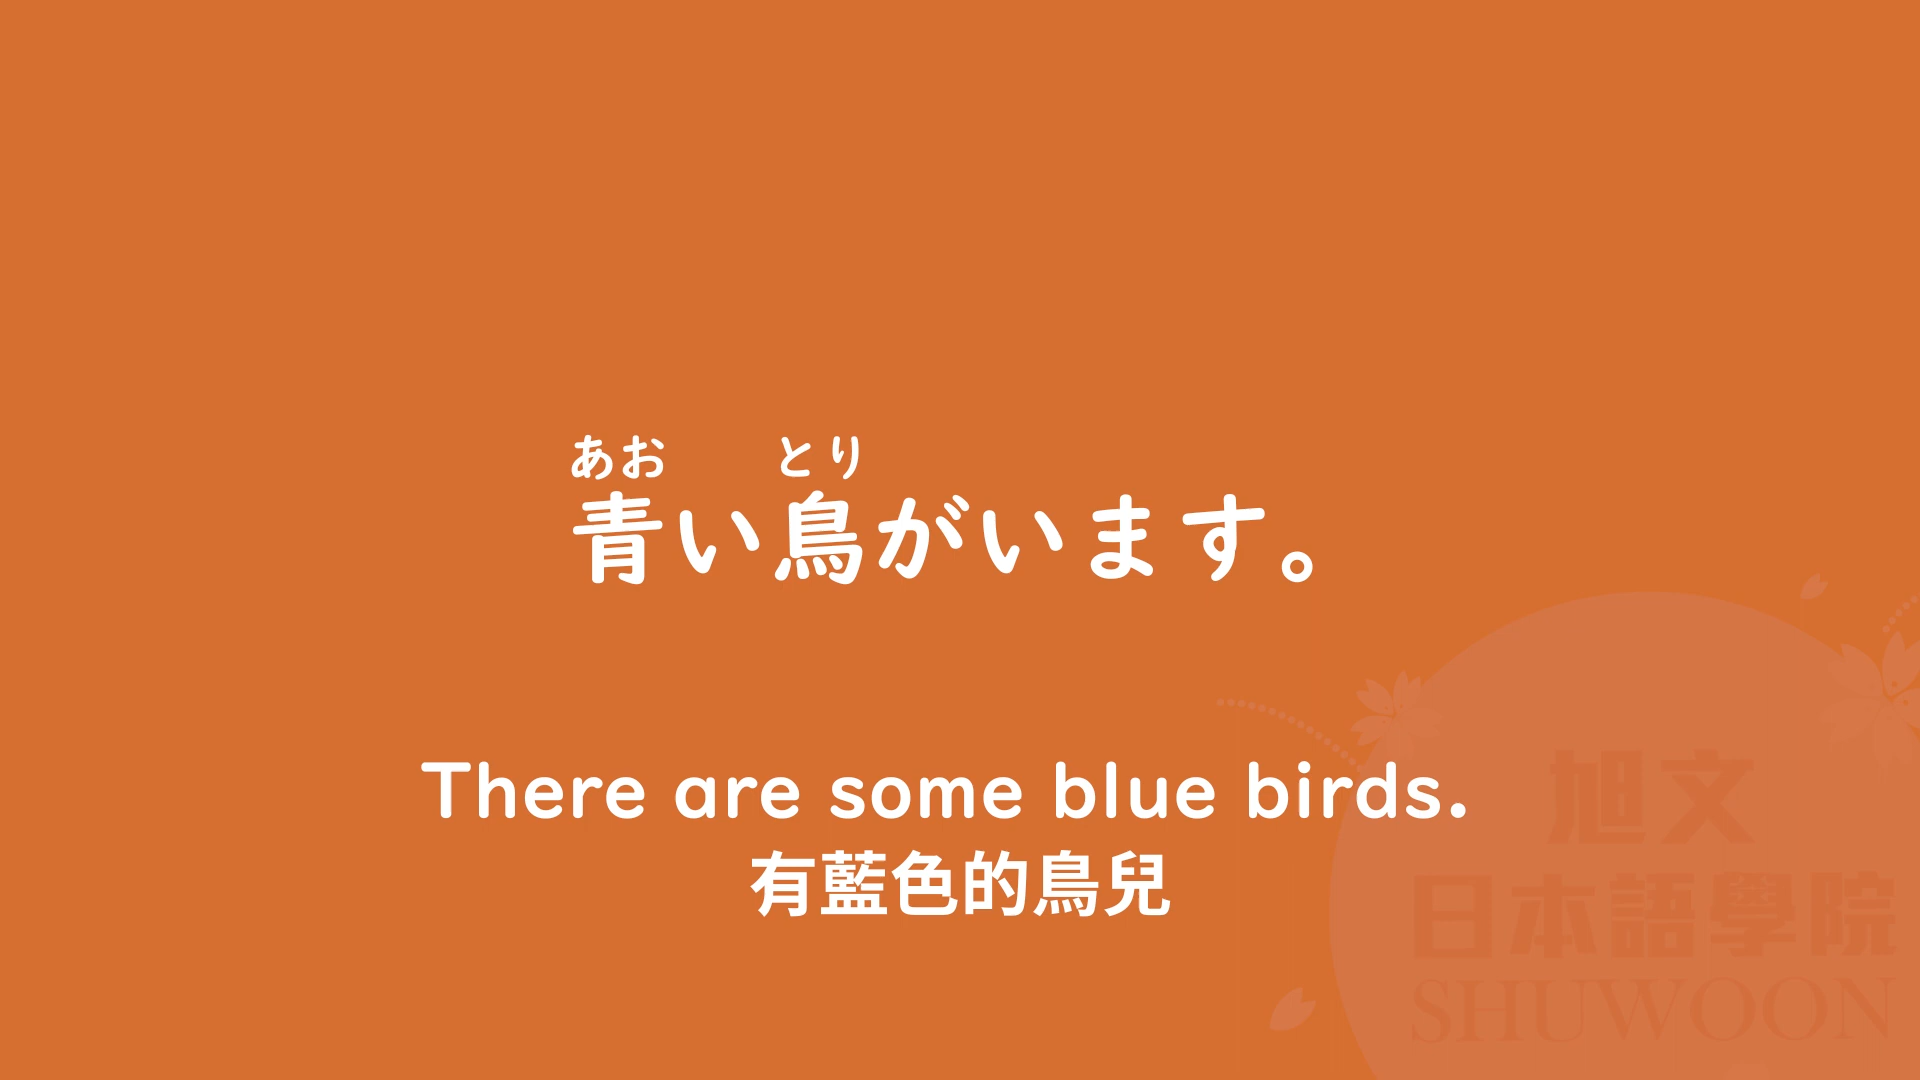 あお とり
青い鳥がいます。
There are some blue birds.
有藍色的鳥兒
旭文
日本語學院
SHUWOON